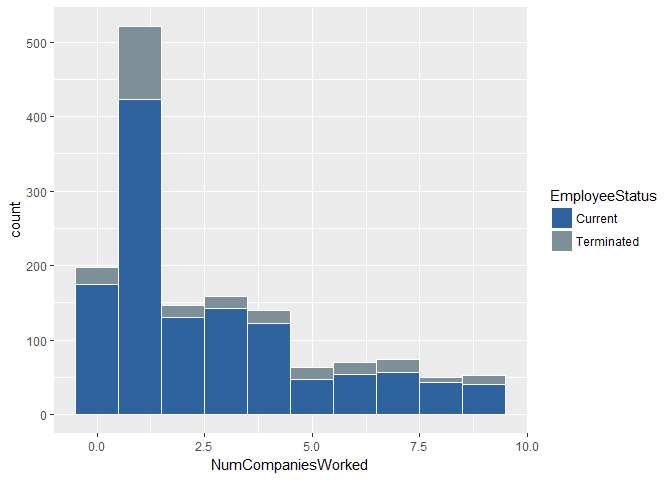 500
400
300
200
100
0
count
0.0 2.5 5.0 7.5 10.0
NumCompaniesWorked
EmployeeStatus
Current
Terminated